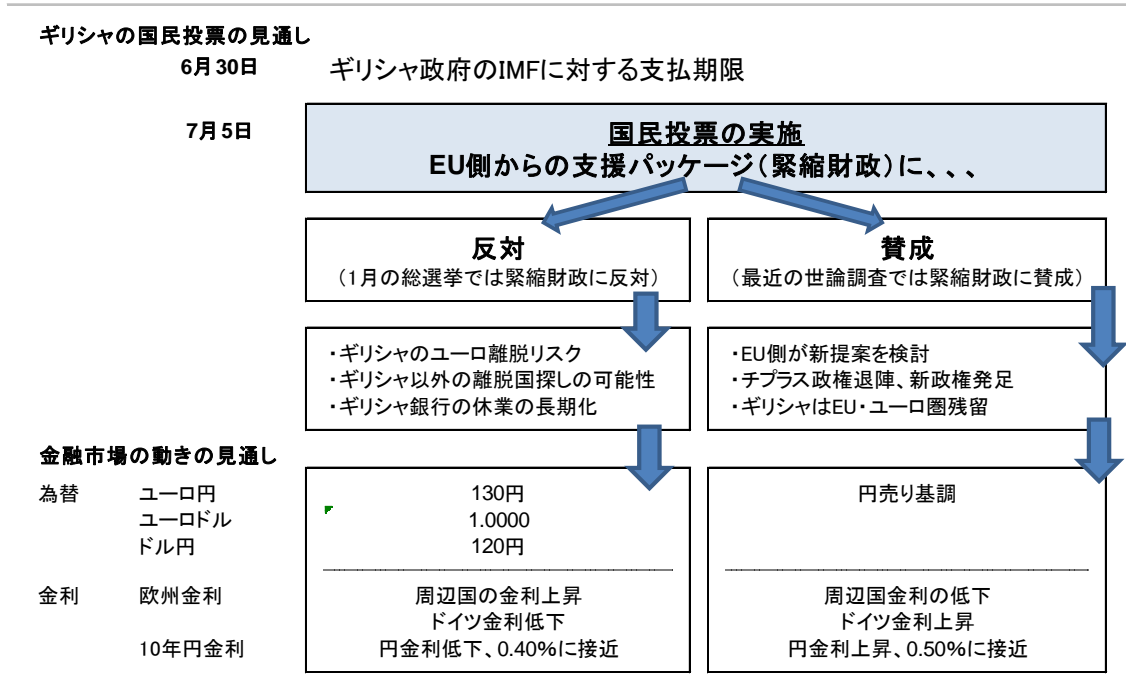 ギリシャの国民投票の見通し
6月30日 ギリシャ政府のIMFに対する支払期限
7月5日 国民投票の実施
EU側からの支援パッケージ（緊縮財政）に、、、
反対
（1月の総選挙では緊縮財政に反対）
賛成
（最近の世論調査では緊縮財政に賛成）
・ギリシャのユーロ離脱リスク
・ギリシャ以外の離脱国探しの可能性
・ギリシャ銀行の休業の長期化
・EU側が新提案を検討
・チプラス政権退陣、新政権発足
・ギリシャはEU・ユーロ圏残留
金融市場の動きの見通し
為替 ユーロ円 130円 円売り基調
ユーロドル 1.0000
ドル円 120円
金利 欧州金利 周辺国の金利上昇 周辺国金利の低下
ドイツ金利低下 ドイツ金利上昇
10年円金利 円金利低下、0.40%に接近 円金利上昇、0.50%に接近